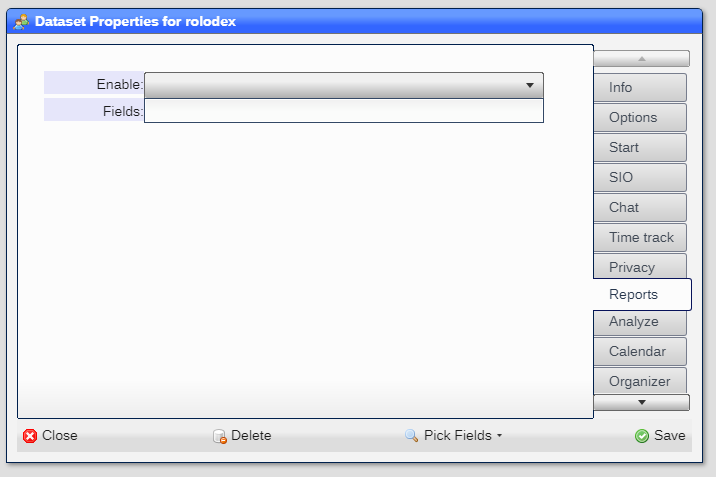 Dataset Properties for rolodex
Enable:
Fields:
Info
Options
Start
SIO
Chat
Time track
Privacy
Reports
Analyze
Calendar
Organizer
Close Delete Pick Fields Save